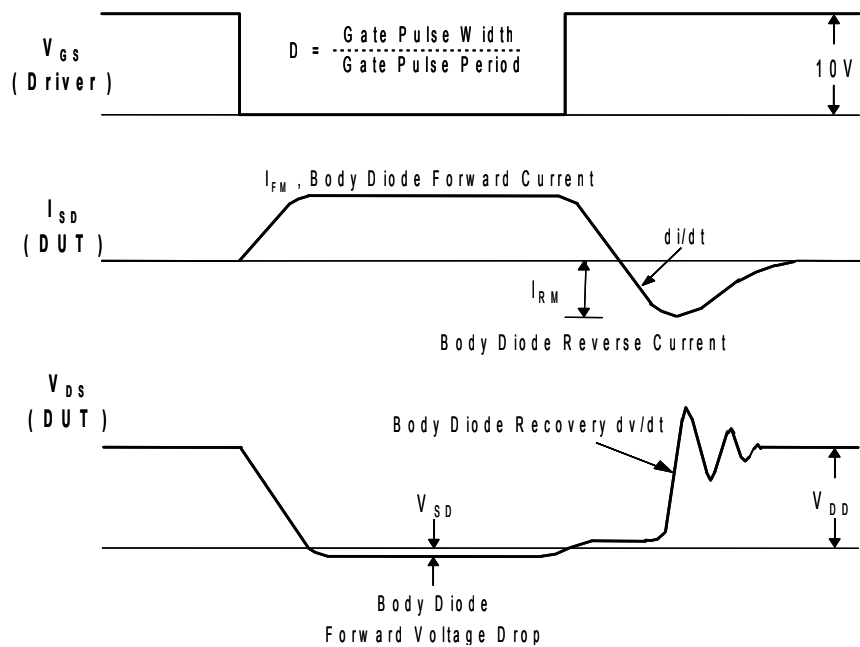 V_GS
(Driver)
D = Gate Pulse Width
Gate Pulse Period
10V
I_FM , Body Diode Forward Current
I_SD
(DUT)
di/dt
I_RM
Body Diode Reverse Current
V_DS
(DUT)
Body Diode Recovery dv/dt
V_SD
V_DD
Body Diode
Forward Voltage Drop